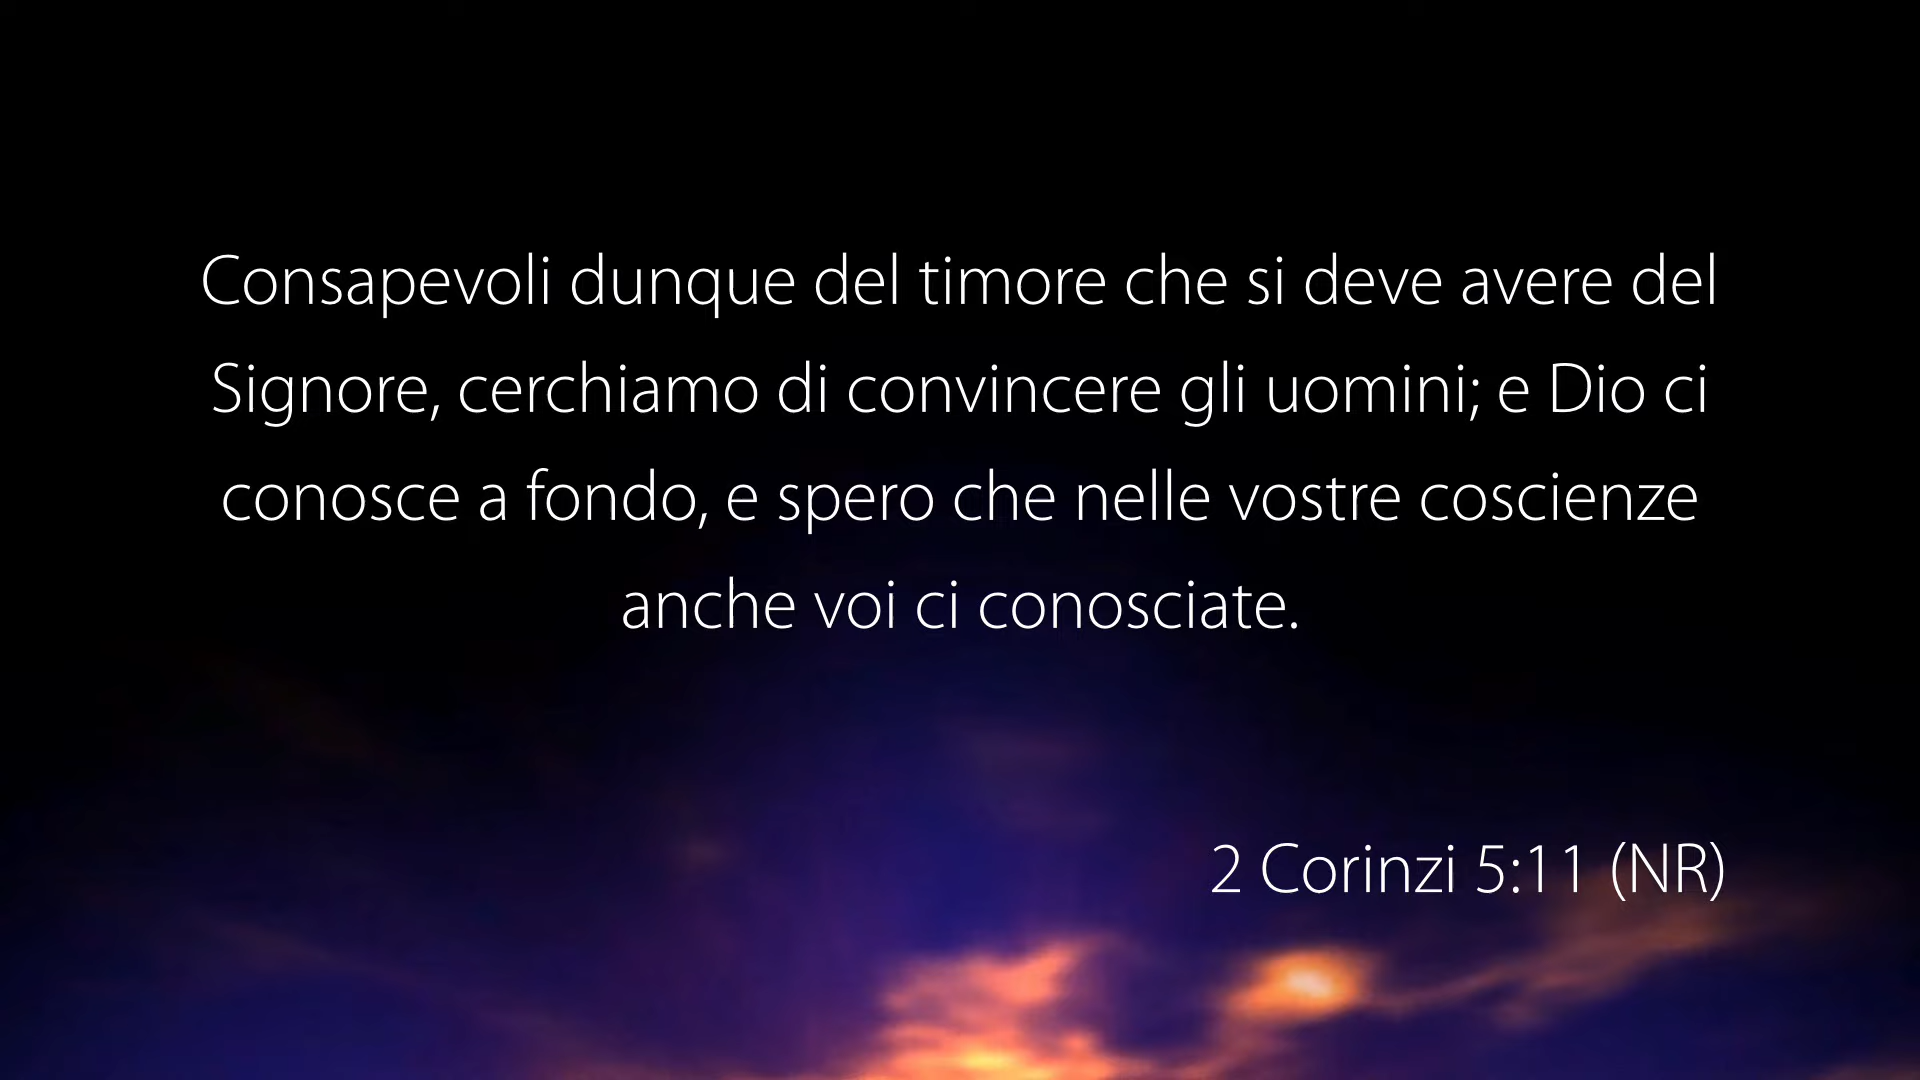 Consapevoli dunque del timore che si deve avere del
Signore, cerchiamo di convincere gli uomini; e Dio ci
conosce a fondo, e spero che nelle vostre coscienze
anche voi ci conosciate.
2 Corinzi 5:11 (NR)